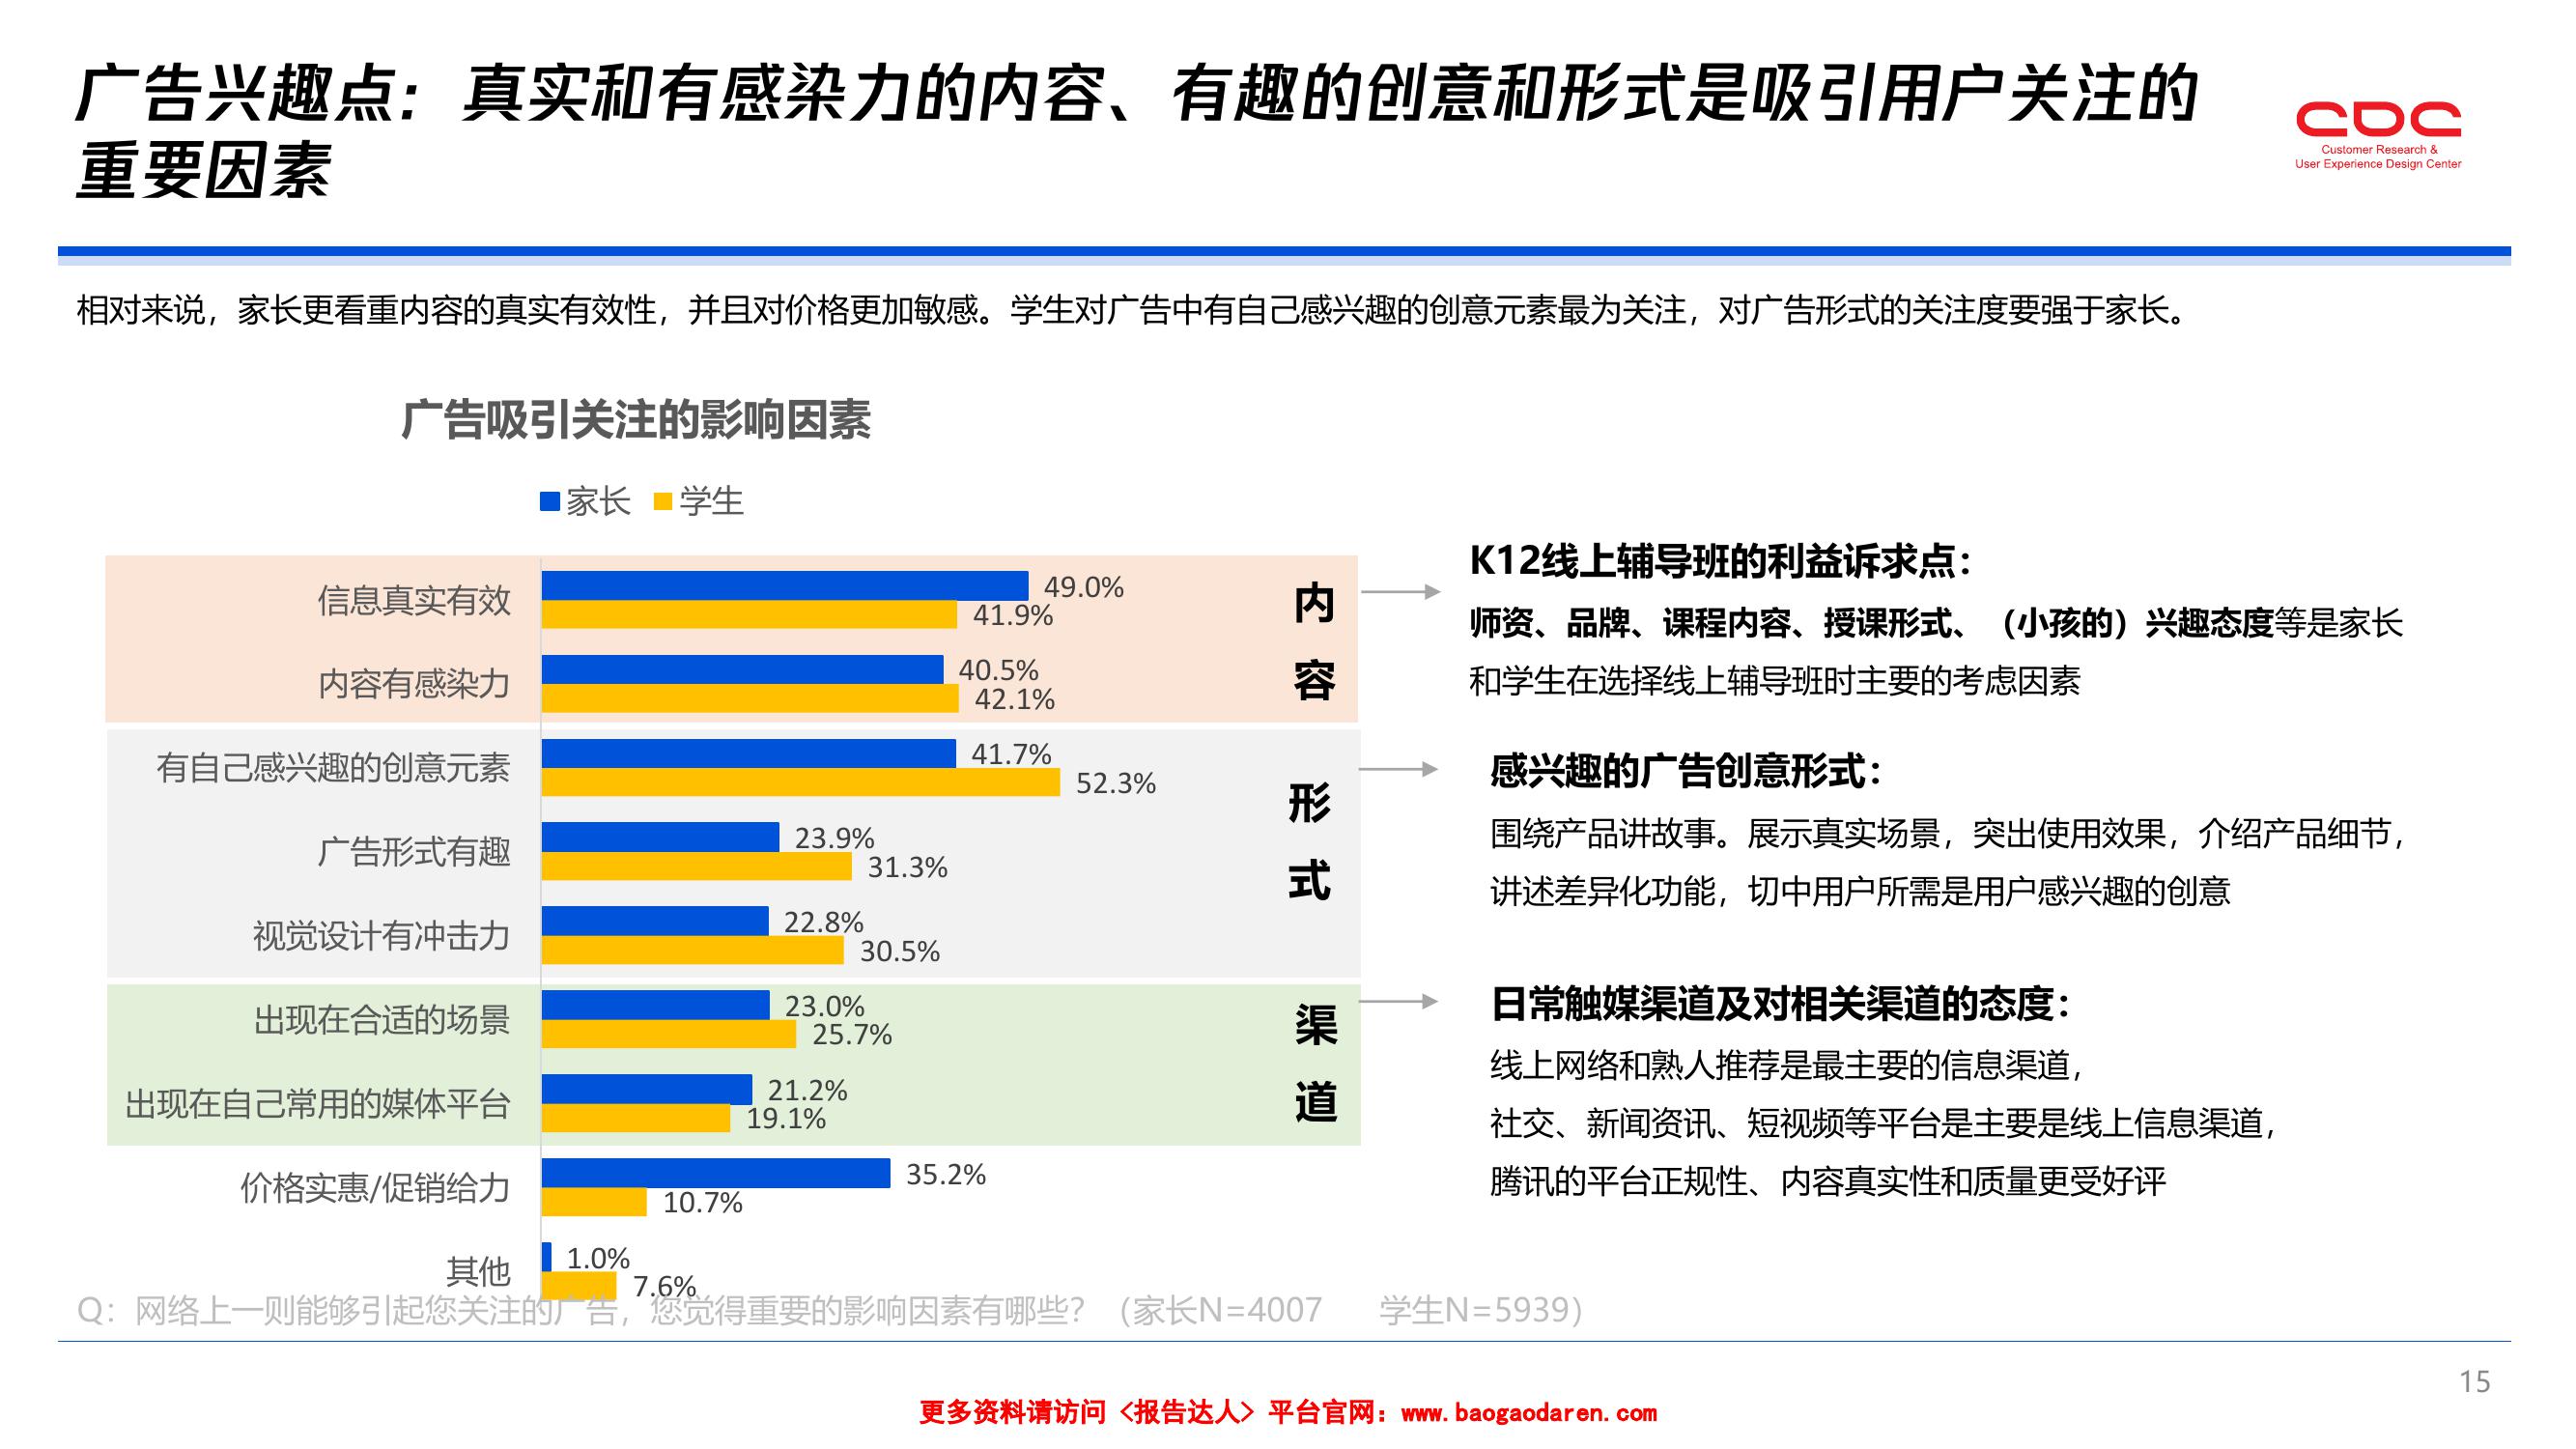 广告兴趣点：真实和有感染力的内容、有趣的创意和形式是吸引用户关注的
重要因素
CDC
Customer Research &
User Experience Design Center
相对来说，家长更看重内容的真实有效性，并且对价格更加敏感。学生对广告中有自己感兴趣的创意元素最为关注，对广告形式的关注度要强于家长。
广告吸引关注的影响因素
家长 学生
信息真实有效 49.0%
41.9%
内容有感染力 40.5%
42.1%
内
容
有自己感兴趣的创意元素 41.7%
52.3%
广告形式有趣 23.9%
31.3%
视觉设计有冲击力 22.8%
30.5%
形
式
出现在合适的场景 23.0%
25.7%
出现在自己常用的媒体平台 21.2%
19.1%
渠
道
价格实惠/促销给力 35.2%
10.7%
其他 1.0%
7.6%
K12线上辅导班的利益诉求点：
师资、品牌、课程内容、授课形式、（小孩的）兴趣态度等是家长
和学生在选择线上辅导班时主要的考虑因素
感兴趣的广告创意形式：
围绕产品讲故事。展示真实场景，突出使用效果，介绍产品细节，
讲述差异化功能，切中用户所需是用户感兴趣的创意
日常触媒渠道及对相关渠道的态度：
线上网络和熟人推荐是最主要的信息渠道，
社交、新闻资讯、短视频等平台是主要是线上信息渠道，
腾讯的平台正规性、内容真实性和质量更受好评
Q：网络上一则能够引起您关注的广告，您觉得重要的影响因素有哪些？（家长N=4007 学生N=5939）
15
更多资料请访问《报告达人》平台官网：www.baogaodaren.com